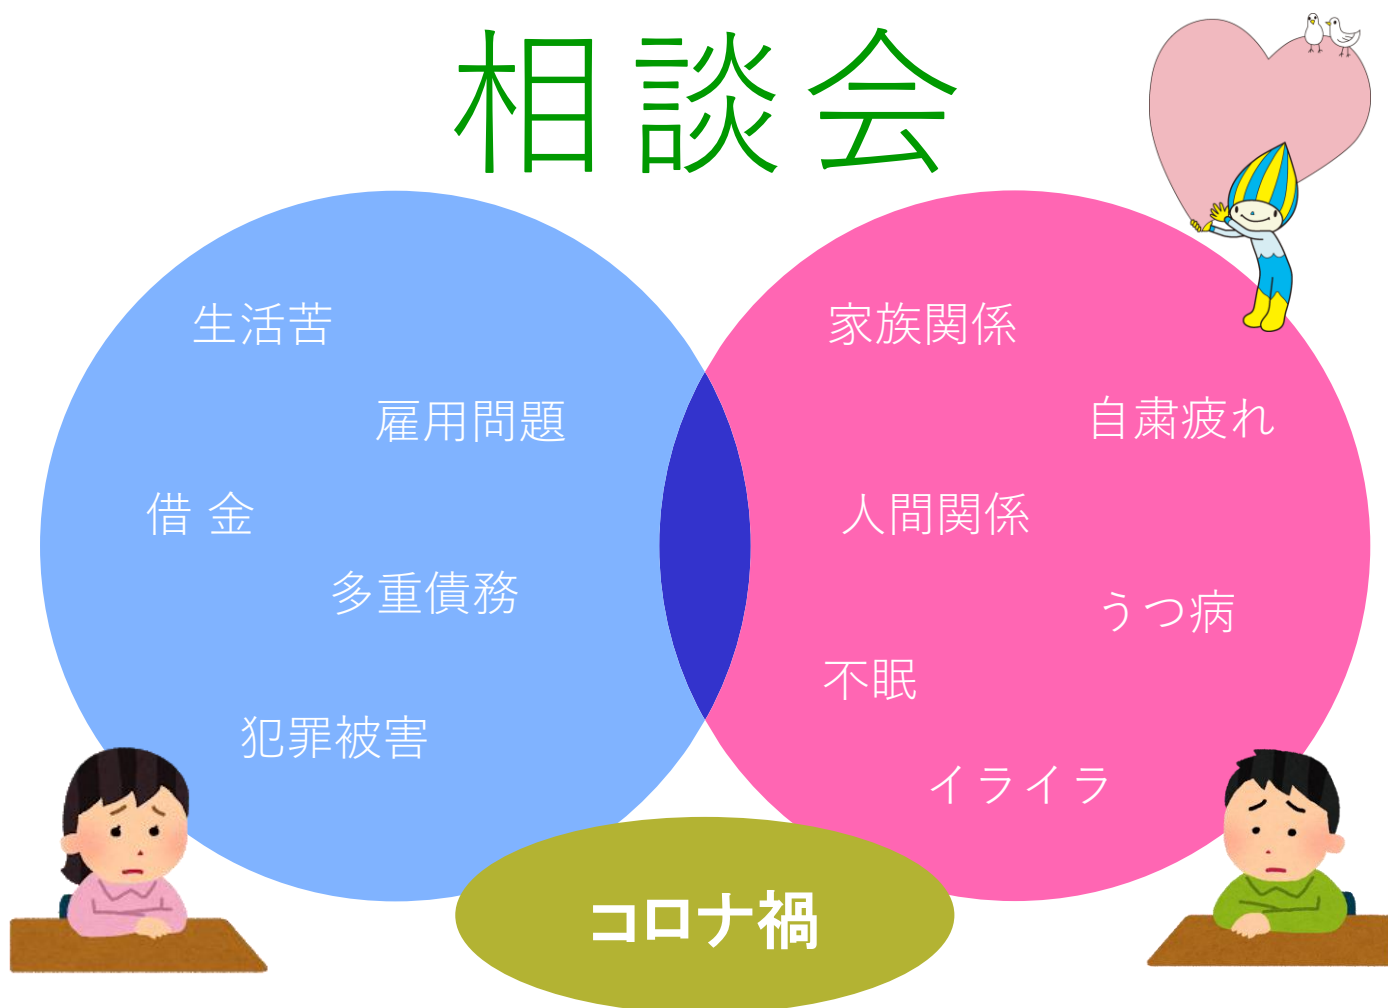 相談会
生活苦
雇用問題
借 金
多重債務
犯罪被害
家族関係
自粛疲れ
人間関係
うつ病
不眠
イライラ
コロナ禍